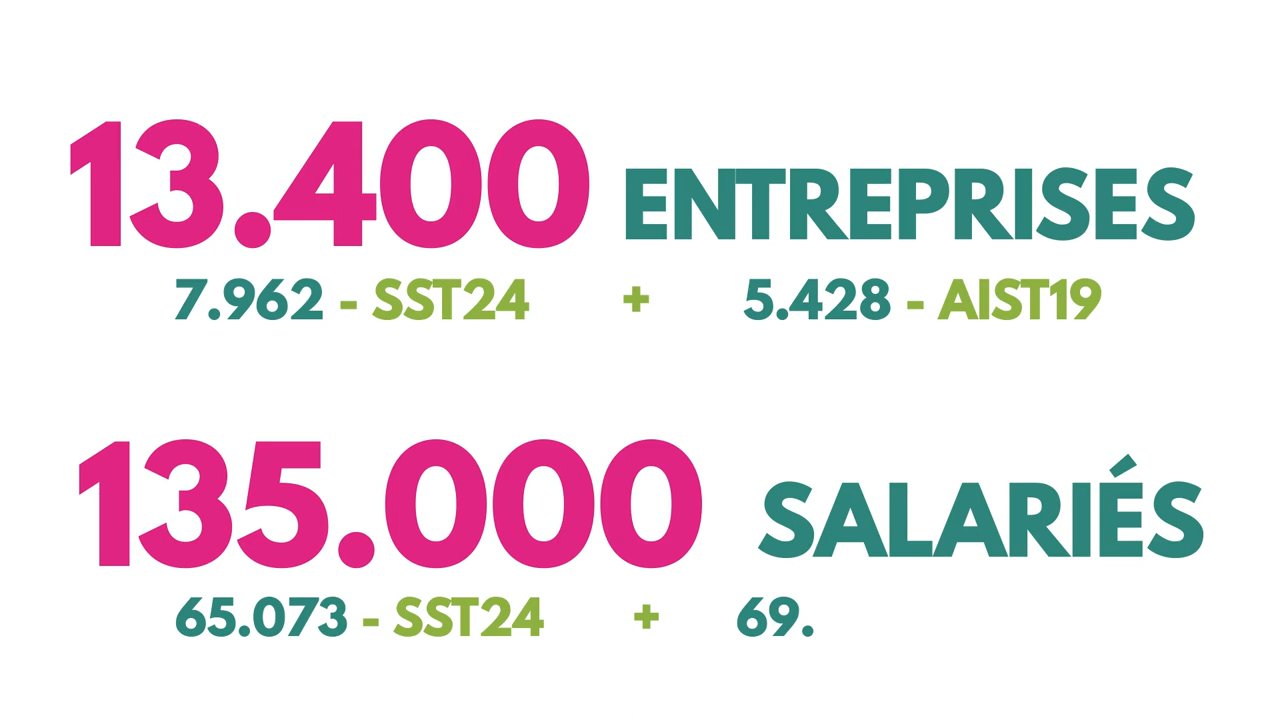 13.400 ENTREPRISES
7.962 - SST24 + 5.428 - AIST19
135.000 SALARIÉS
65.073 - SST24 + 69.